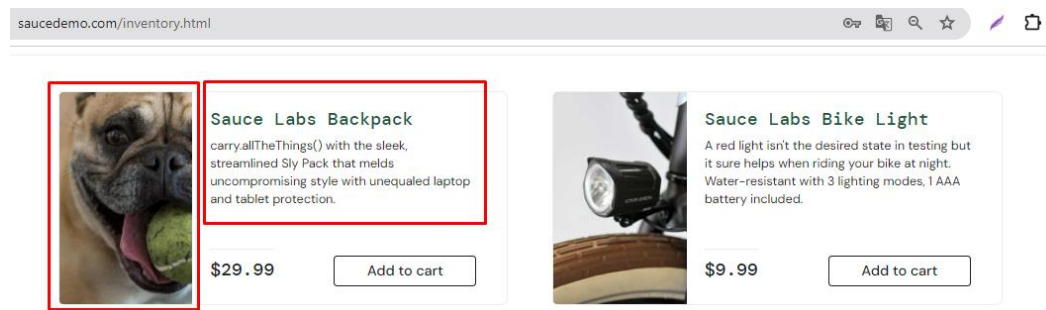 saucedemo.com/inventory.html
Sauce Labs Backpack
carry.allTheThings() with the sleek,
streamlined Sly Pack that melds
uncompromising style with unequaled laptop
and tablet protection.
$29.99
Add to cart
Sauce Labs Bike Light
A red light isn't the desired state in testing but
it sure helps when riding your bike at night.
Water-resistant with 3 lighting modes, 1 AAA
battery included.
$9.99
Add to cart